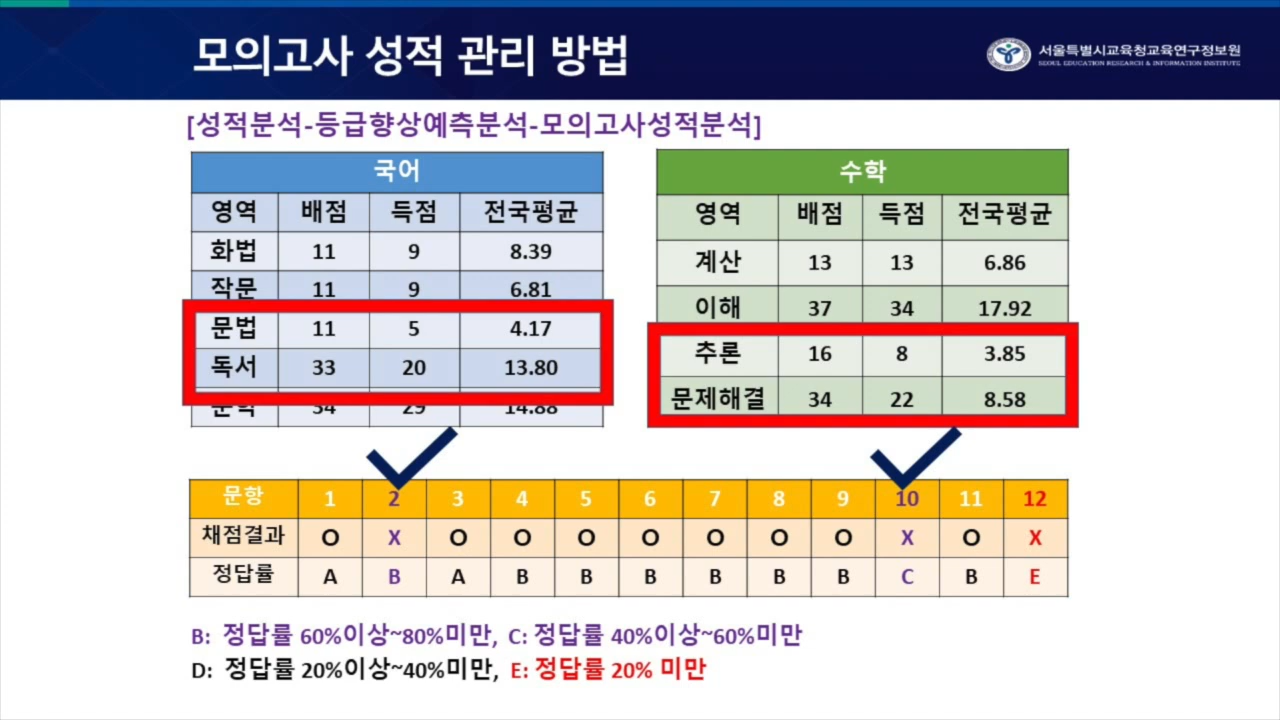 모의고사 성적 관리 방법
서울특별시교육청교육연구정보원
SEOUL EDUCATION RESEARCH & INFORMATION INSTITUTE
[성적분석-등급향상예측분석-모의고사성적분석]
국어
영역 배점 득점 전국평균
화법 11 9 8.39
작문 11 9 6.81
문법 11 5 4.17
독서 33 20 13.80
문학 34 29 14.88
수학
영역 배점 득점 전국평균
계산 13 13 6.86
이해 37 34 17.92
추론 16 8 3.85
문제해결 34 22 8.58
문항 1 2 3 4 5 6 7 8 9 10 11 12
채점결과 O X O O O O O O O X O X
정답률 A B A B B B B B B C B E
B: 정답률 60%이상~80%미만, C: 정답률 40%이상~60%미만
D: 정답률 20%이상~40%미만, E: 정답률 20% 미만